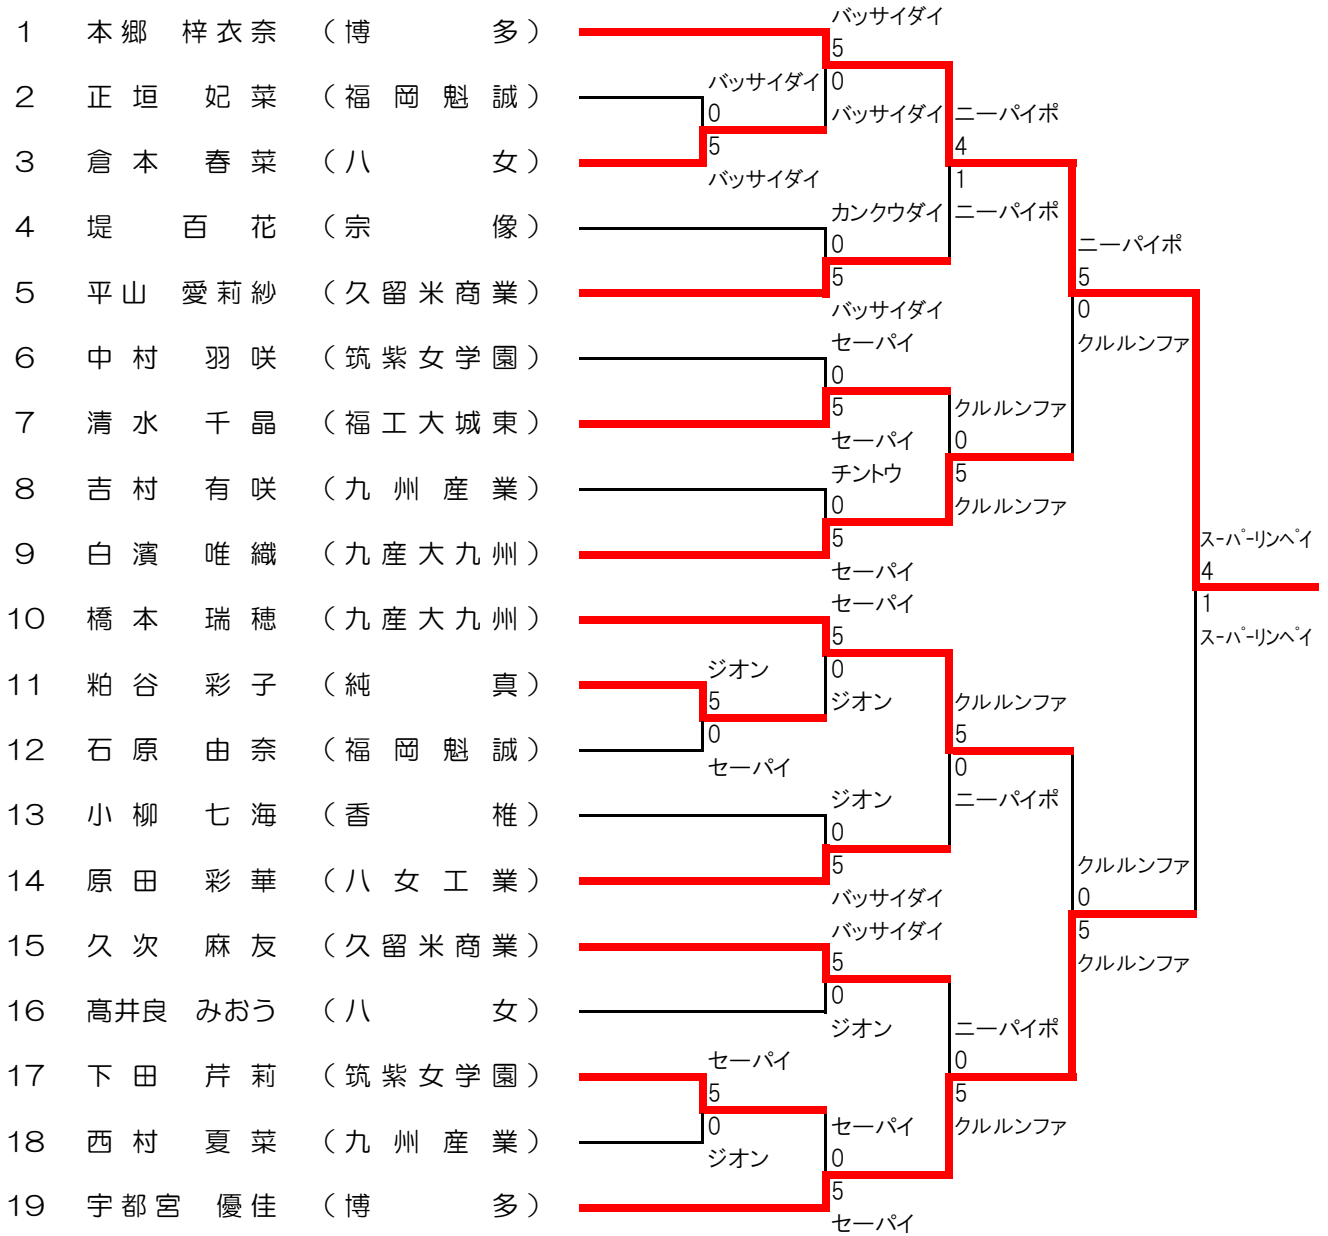 バッサイダイ
1 本郷 梓衣奈 （博 多）
5
バッサイダイ 0
2 正垣 妃菜 （福岡魁誠）
0 バッサイダイ ニーパイポ
5 4
3 倉本 春菜 （八 女）
バッサイダイ 1
カンクウダイ ニーパイポ
4 堤 百花 （宗 像）
0 ニーパイポ
5 5
5 平山 愛莉紗 （久留米商業）
バッサイダイ 0
セーパイ クルルンファ
6 中村 羽咲 （筑紫女学園）
0
5 クルルンファ
7 清水 千晶 （福工大城東）
セーパイ 0
チントウ 5
8 吉村 有咲 （九州産業）
0 クルルンファ
5 スーパーリンペイ
9 白濱 唯織 （九産大九州）
セーパイ 4
セーパイ 1
10 橋本 瑞穂 （九産大九州）
5 スーパーリンペイ
ジオン 0
11 粕谷 彩子 （純 真）
5 ジオン クルルンファ
0 5
12 石原 由奈 （福岡魁誠）
セーパイ 0
ジオン ニーパイポ
13 小柳 七海 （香 椎）
0
5 クルルンファ
14 原田 彩華 （八女工業）
バッサイダイ 0
バッサイダイ 5
15 久次 麻友 （久留米商業）
5 クルルンファ
0
16 髙井良 みおう （八 女）
ジオン ニーパイポ
セーパイ 0
17 下田 芹莉 （筑紫女学園）
5 5
0 セーパイ クルルンファ
18 西村 夏菜 （九州産業）
ジオン 0
5
19 宇都宮 優佳 （博 多）
セーパイ